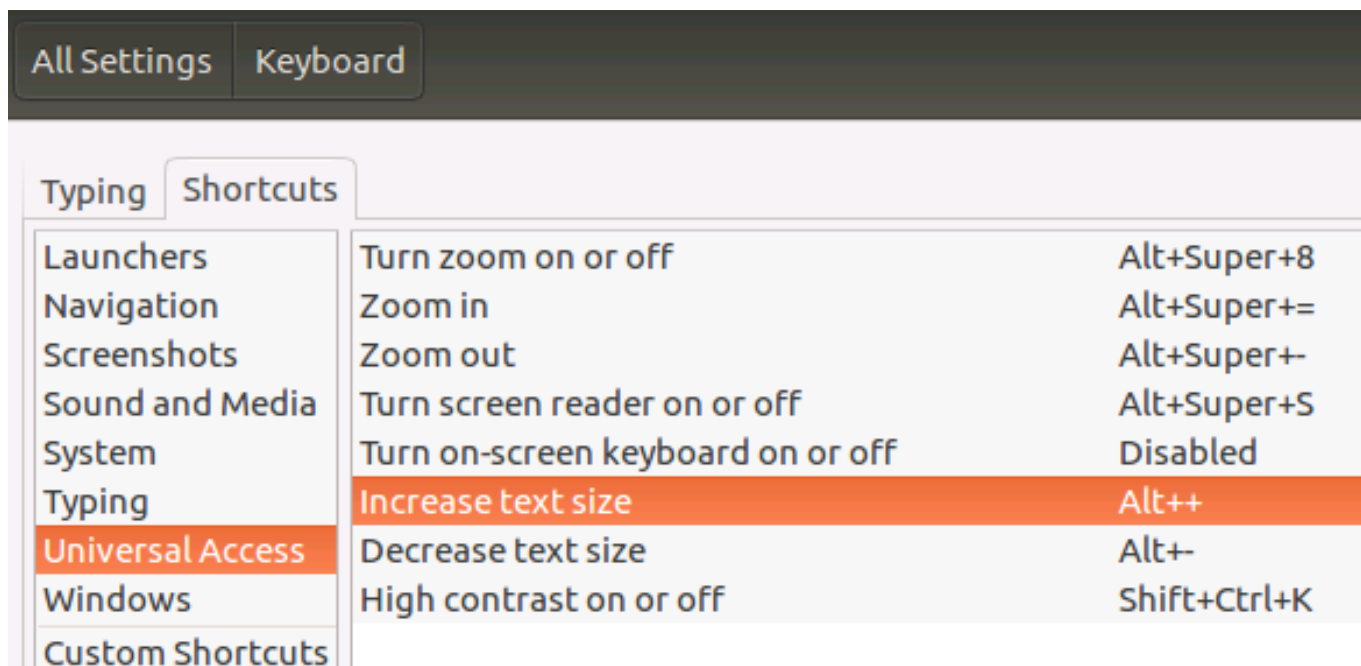 All Settings Keyboard
Typing Shortcuts
Launchers
Navigation
Screenshots
Sound and Media
System
Typing
Universal Access
Windows
Custom Shortcuts
Turn zoom on or off Alt+Super+8
Zoom in Alt+Super+=
Zoom out Alt+Super+-
Turn screen reader on or off Alt+Super+S
Turn on-screen keyboard on or off Disabled
Increase text size Alt++
Decrease text size Alt+-
High contrast on or off Shift+Ctrl+K